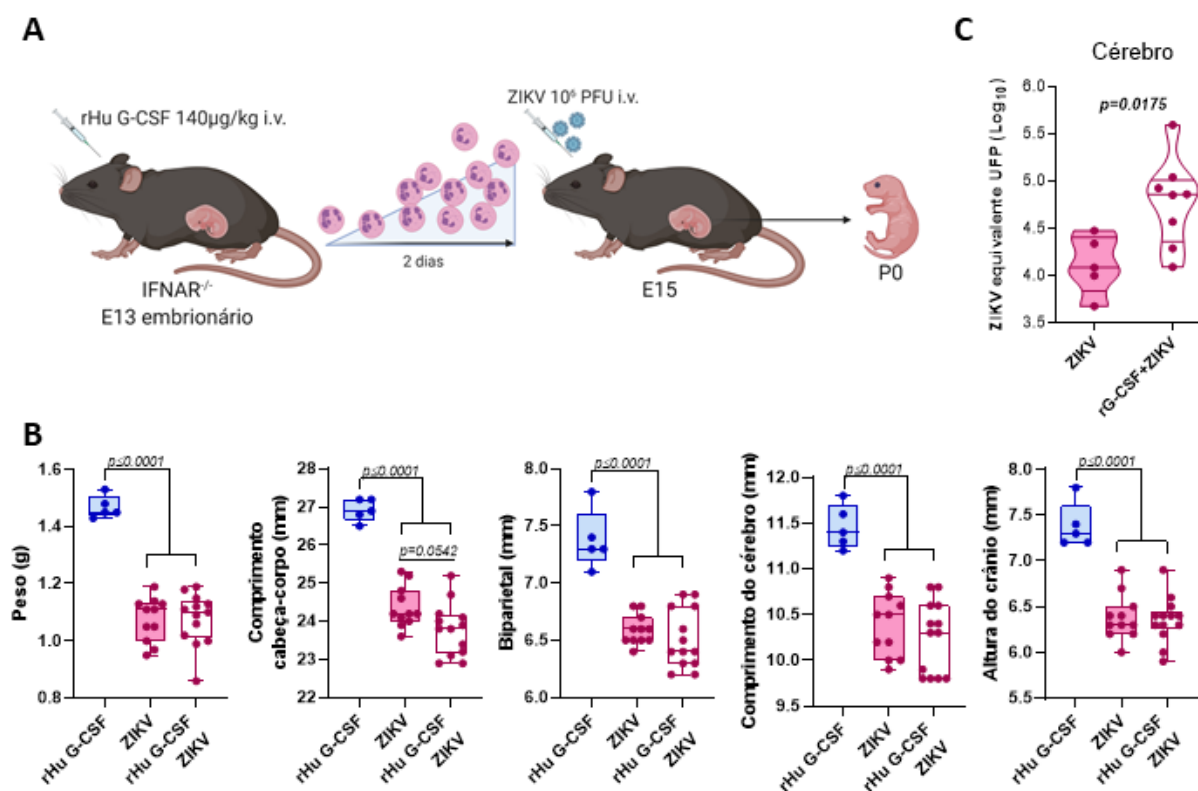 A
rHu G-CSF 140µg/kg i.v.
IFNAR-/-
E13 embrionário
2 dias
ZIKV 10⁶ PFU i.v.
E15
P0
C
Cérebro
ZIKV equivalente UFP (Log10)
6.0
5.5
5.0
4.5
4.0
3.5
p=0.0175
ZIKV
rG-CSF+ZIKV
B
Peso (g)
1.6
1.4
1.2
1.0
0.8
p≤0.0001
rHu G-CSF
ZIKV
rHu G-CSF
ZIKV
Comprimento
cabeça-corpo (mm)
28
27
26
25
24
23
22
p≤0.0001
p=0.0542
rHu G-CSF
ZIKV
rHu G-CSF
ZIKV
Biparietal (mm)
8.0
7.5
7.0
6.5
6.0
p≤0.0001
rHu G-CSF
ZIKV
rHu G-CSF
ZIKV
Comprimento do cérebro (mm)
12.0
11.5
11.0
10.5
10.0
9.5
p≤0.0001
rHu G-CSF
ZIKV
rHu G-CSF
ZIKV
Altura do crânio (mm)
8.0
7.5
7.0
6.5
6.0
5.5
p≤0.0001
rHu G-CSF
ZIKV
rHu G-CSF
ZIKV